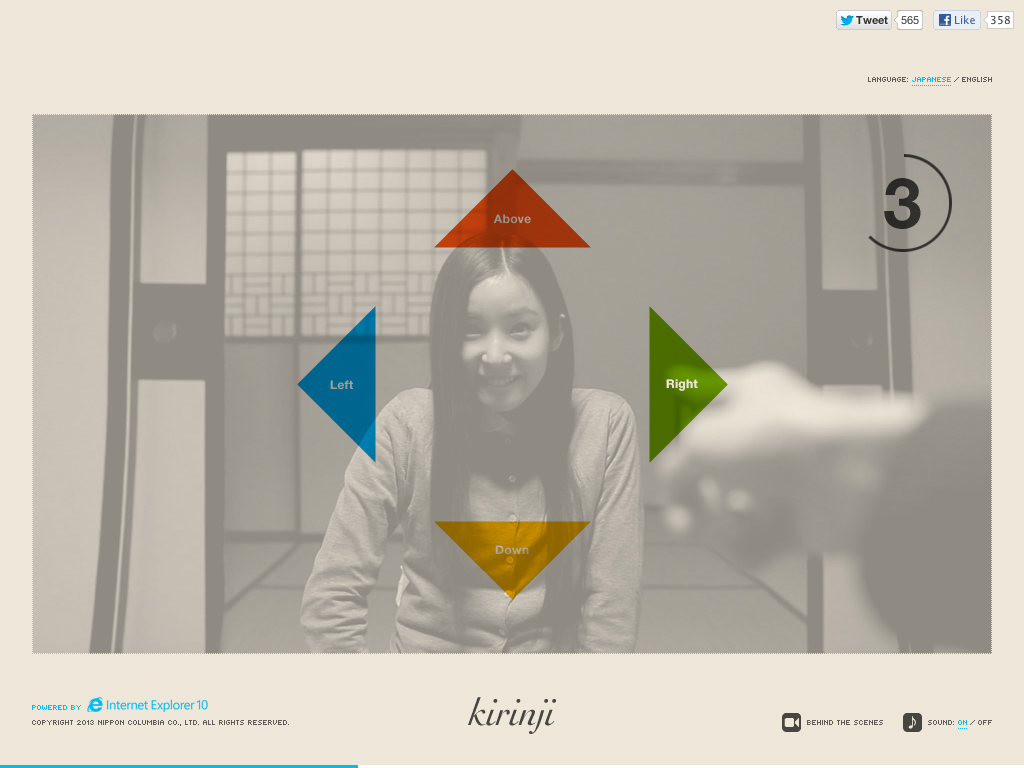 Tweet 565 Like 358
LANGUAGE: JAPANESE / ENGLISH
3
Above
Left
Right
Down
POWERED BY Internet Explorer 10
COPYRIGHT 2013 NIPPON COLUMBIA CO., LTD. ALL RIGHTS RESERVED.
kirinji
BEHIND THE SCENES
SOUND: ON / OFF